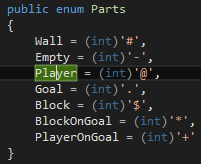 public enum Parts
{
Wall = (int)'#',
Empty = (int)'-',
Player = (int)'@',
Goal = (int)'.',
Block = (int)'$',
BlockOnGoal = (int)'*',
PlayerOnGoal = (int)'+'
}